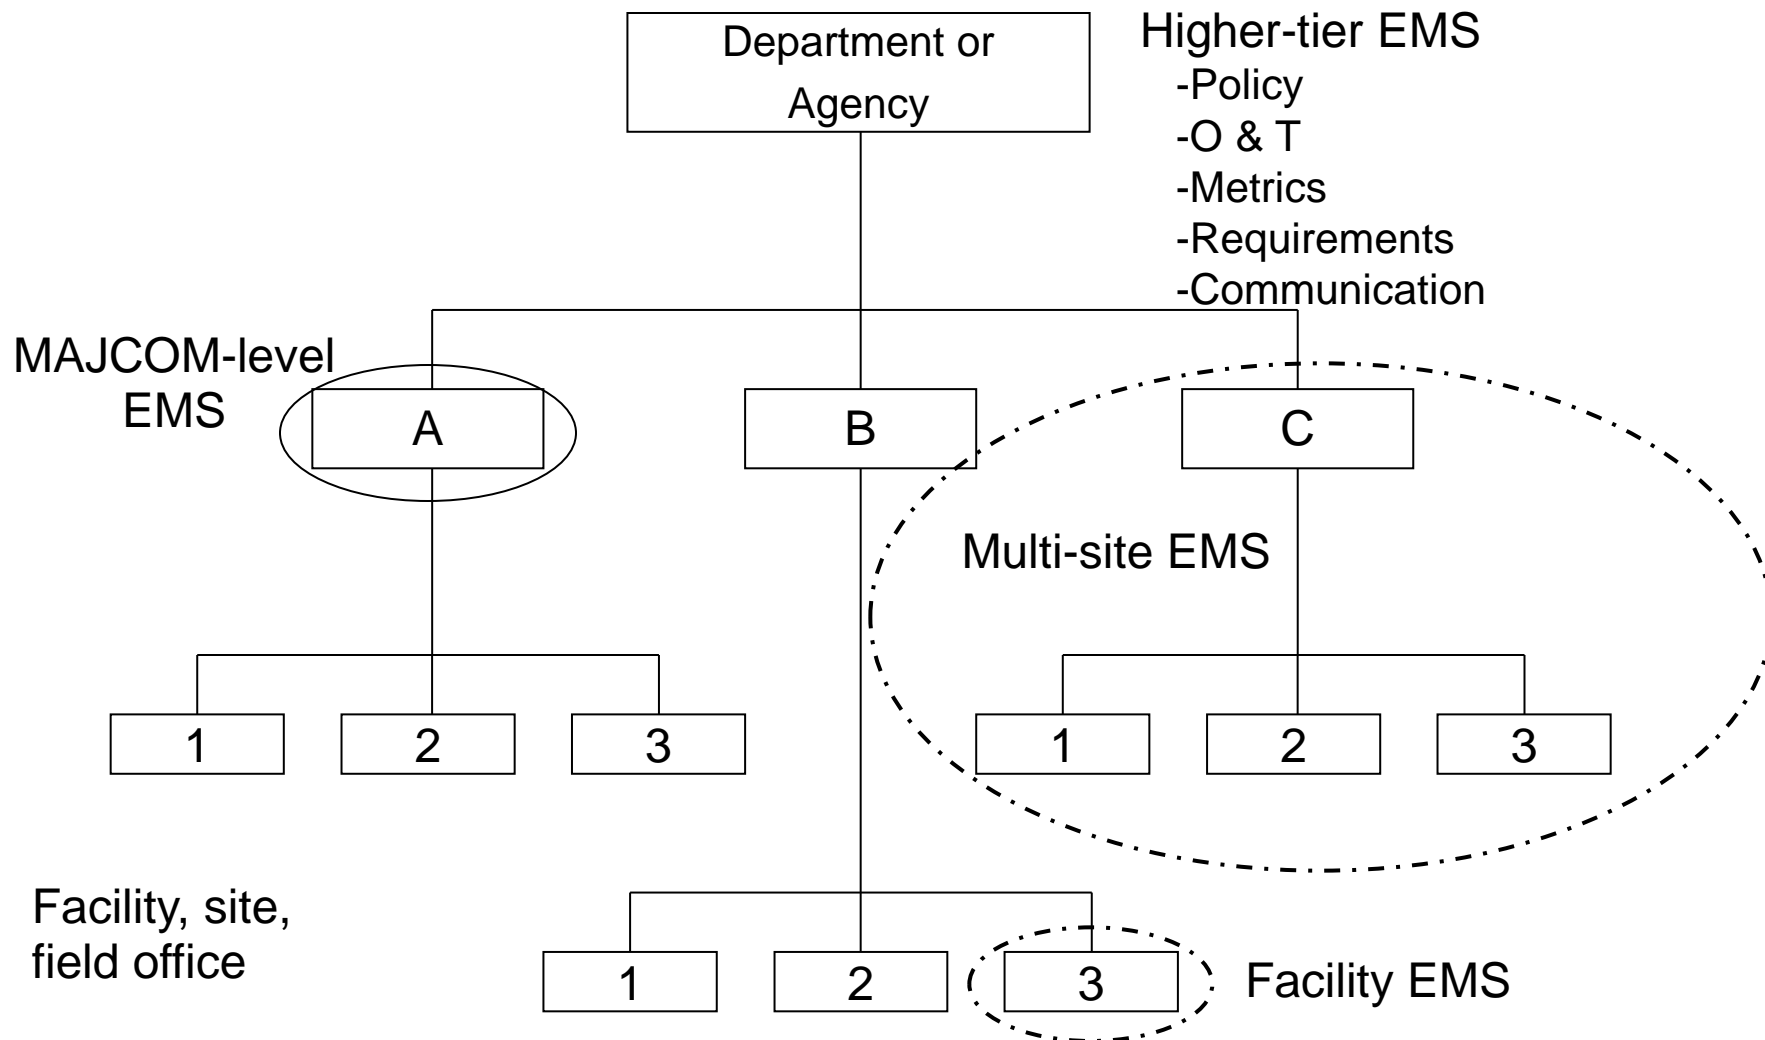 Department or
Agency
Higher-tier EMS
-Policy
-O & T
-Metrics
-Requirements
-Communication
MAJCOM-level
EMS
A
B
C
Multi-site EMS
1
2
3
1
2
3
Facility, site,
field office
1
2
3
Facility EMS